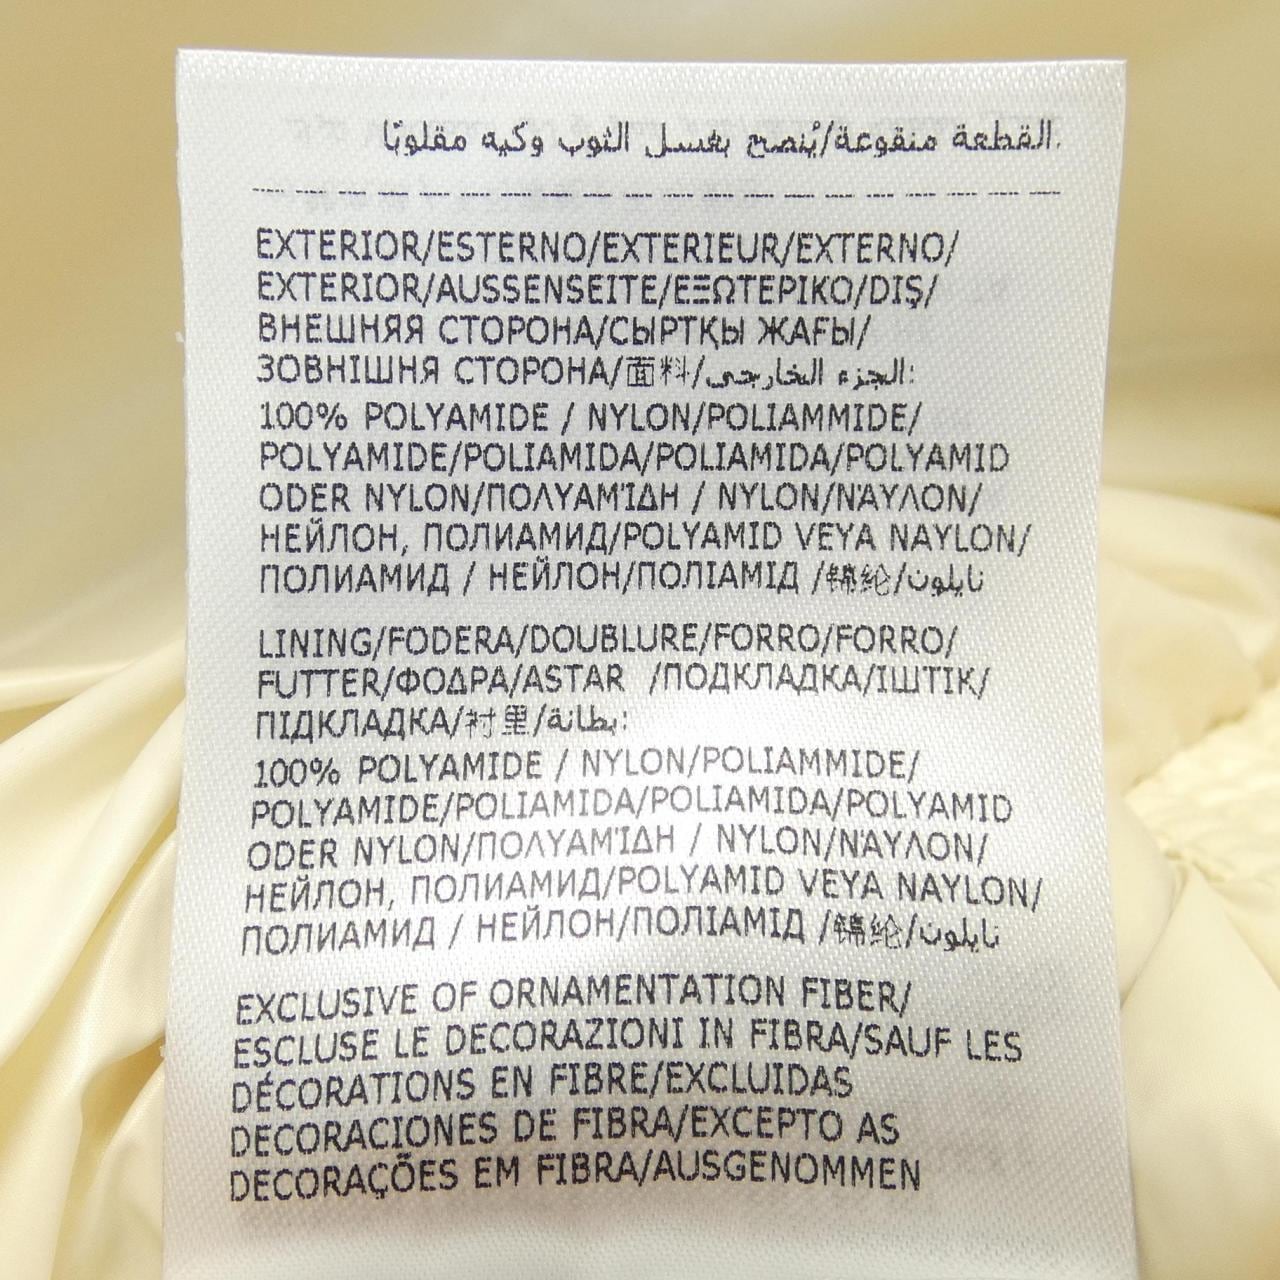 القطعة منقوعة/يُنصح بغسل الثوب وكيه مقلوبًا.
EXTERIOR/ESTERNO/EXTERIEUR/EXTERNO/
EXTERIOR/AUSSENSEITE/ΕΞΩΤΕΡΙΚΟ/DIŞ/
ВНЕШНЯЯ СТОРОНА/СЫРТҚЫ ЖАҒЫ/
ЗОВНІШНЯ СТОРОНА/面料/الجزء الخارجي:
100% POLYAMIDE / NYLON/POLIAMMIDE/
POLYAMIDE/POLIAMIDA/POLIAMIDA/POLYAMID
ODER NYLON/ΠΟΛΥΑΜΊΔΗ / NYLON/ΝΆΥΛΟΝ/
НЕЙЛОН, ПОЛИАМИД/POLYAMID VEYA NAYLON/
ПОЛИАМИД / НЕЙЛОН/ПОЛІАМІД /锦纶/نايلون
LINING/FODERA/DOUBLURE/FORRO/FORRO/
FUTTER/ΦΟΔΡΑ/ASTAR /ПОДКЛАДКА/ІШТІК/
ПІДКЛАДКА/衬里/بطانة:
100% POLYAMIDE / NYLON/POLIAMMIDE/
POLYAMIDE/POLIAMIDA/POLIAMIDA/POLYAMID
ODER NYLON/ΠΟΛΥΑΜΊΔΗ / NYLON/ΝΆΥΛΟΝ/
НЕЙЛОН, ПОЛИАМИД/POLYAMID VEYA NAYLON/
ПОЛИАМИД / НЕЙЛОН/ПОЛІАМІД /锦纶/نايلون
EXCLUSIVE OF ORNAMENTATION FIBER/
ESCLUSE LE DECORAZIONI IN FIBRA/SAUF LES
DÉCORATIONS EN FIBRE/EXCLUIDAS
DECORACIONES DE FIBRA/EXCEPTO AS
DECORAÇÕES EM FIBRA/AUSGENOMMEN